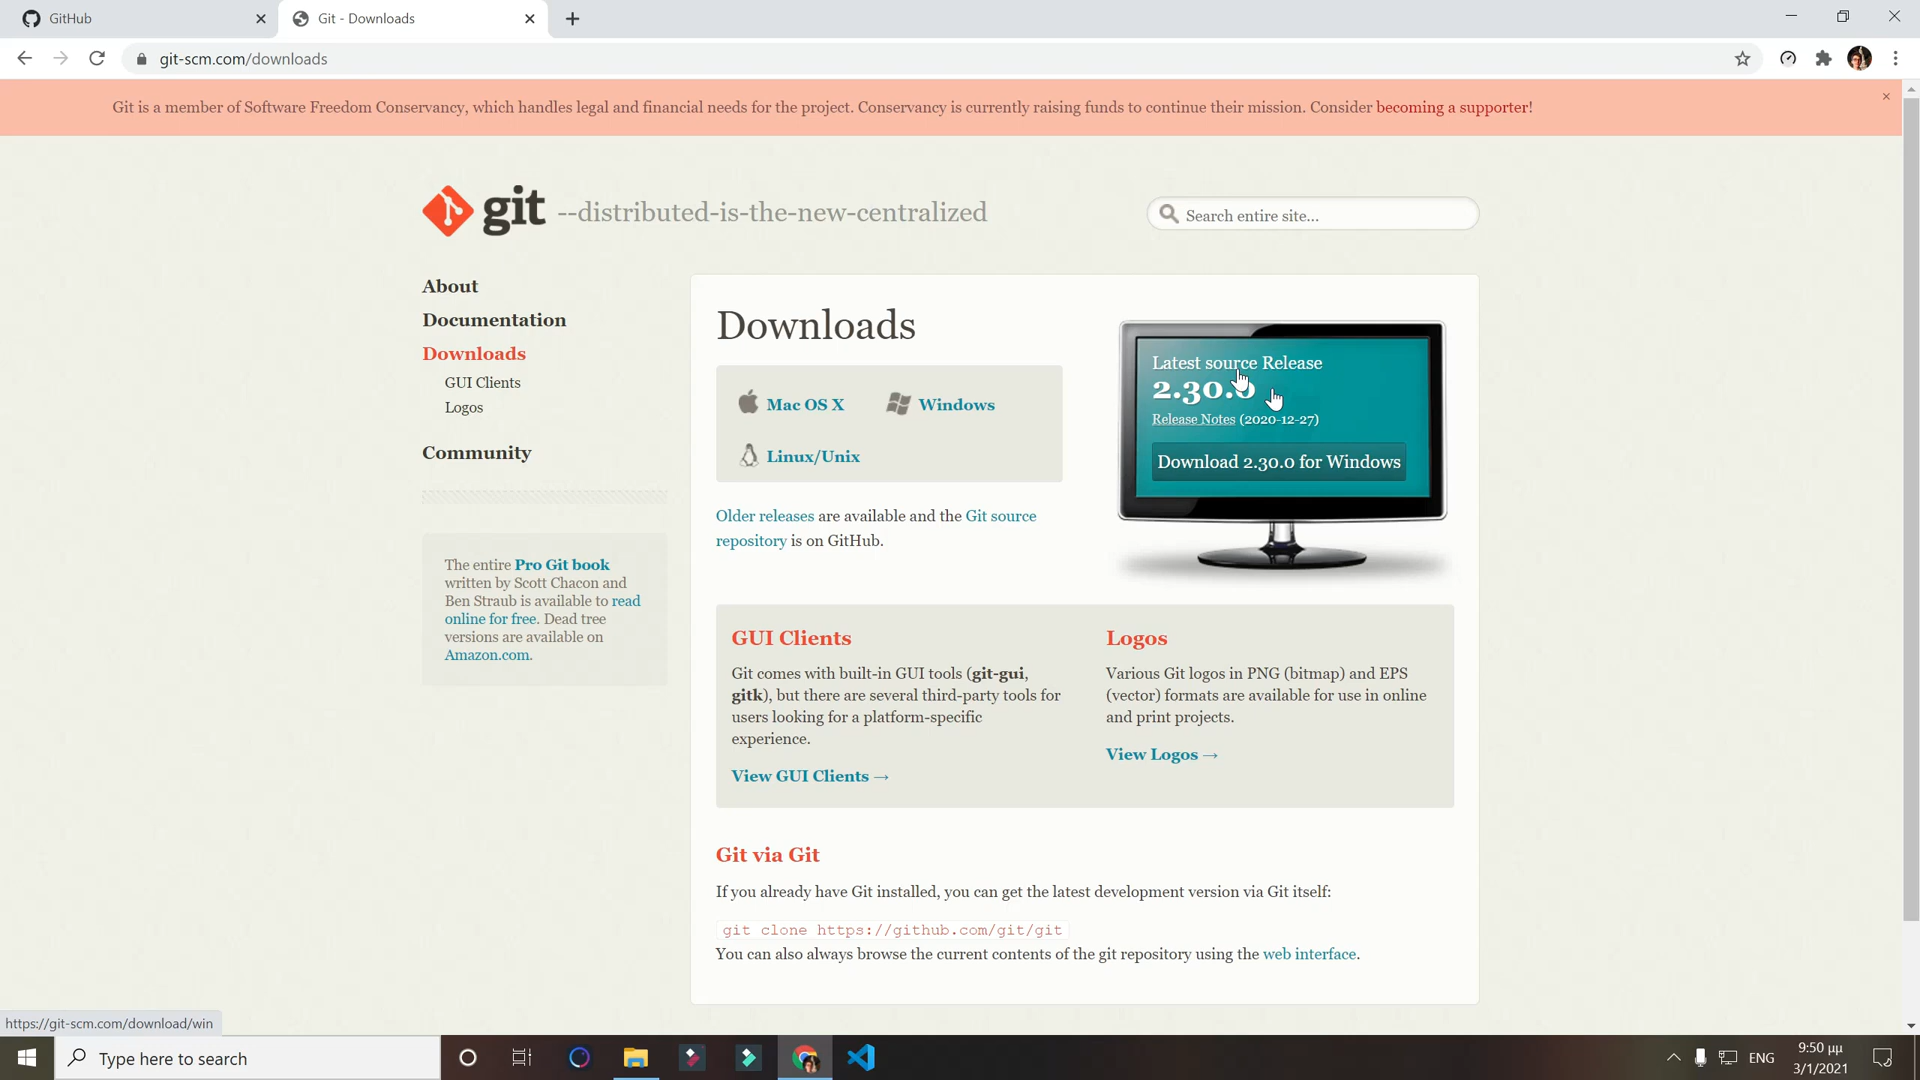 GitHub
Git - Downloads
git-scm.com/downloads
Git is a member of Software Freedom Conservancy, which handles legal and financial needs for the project. Conservancy is currently raising funds to continue their mission. Consider becoming a supporter!
git --distributed-is-the-new-centralized
Search entire site...
About
Documentation
Downloads
GUI Clients
Logos
Community
The entire Pro Git book
written by Scott Chacon and
Ben Straub is available to read
online for free. Dead tree
versions are available on
Amazon.com.
Downloads
Mac OS X
Windows
Linux/Unix
Older releases are available and the Git source
repository is on GitHub.
Latest source Release
2.30.0
Release Notes (2020-12-27)
Download 2.30.0 for Windows
GUI Clients
Git comes with built-in GUI tools (git-gui,
gitk), but there are several third-party tools for
users looking for a platform-specific
experience.
View GUI Clients →
Logos
Various Git logos in PNG (bitmap) and EPS
(vector) formats are available for use in online
and print projects.
View Logos →
Git via Git
If you already have Git installed, you can get the latest development version via Git itself:
git clone https://github.com/git/git
You can also always browse the current contents of the git repository using the web interface.
https://git-scm.com/download/win
Type here to search
ENG
9:50 μμ
3/1/2021